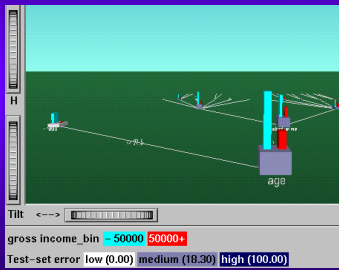 H
age
Tilt <-->
gross income_bin - 50000 50000+
Test-set error low (0.00) medium (18.30) high (100.00)